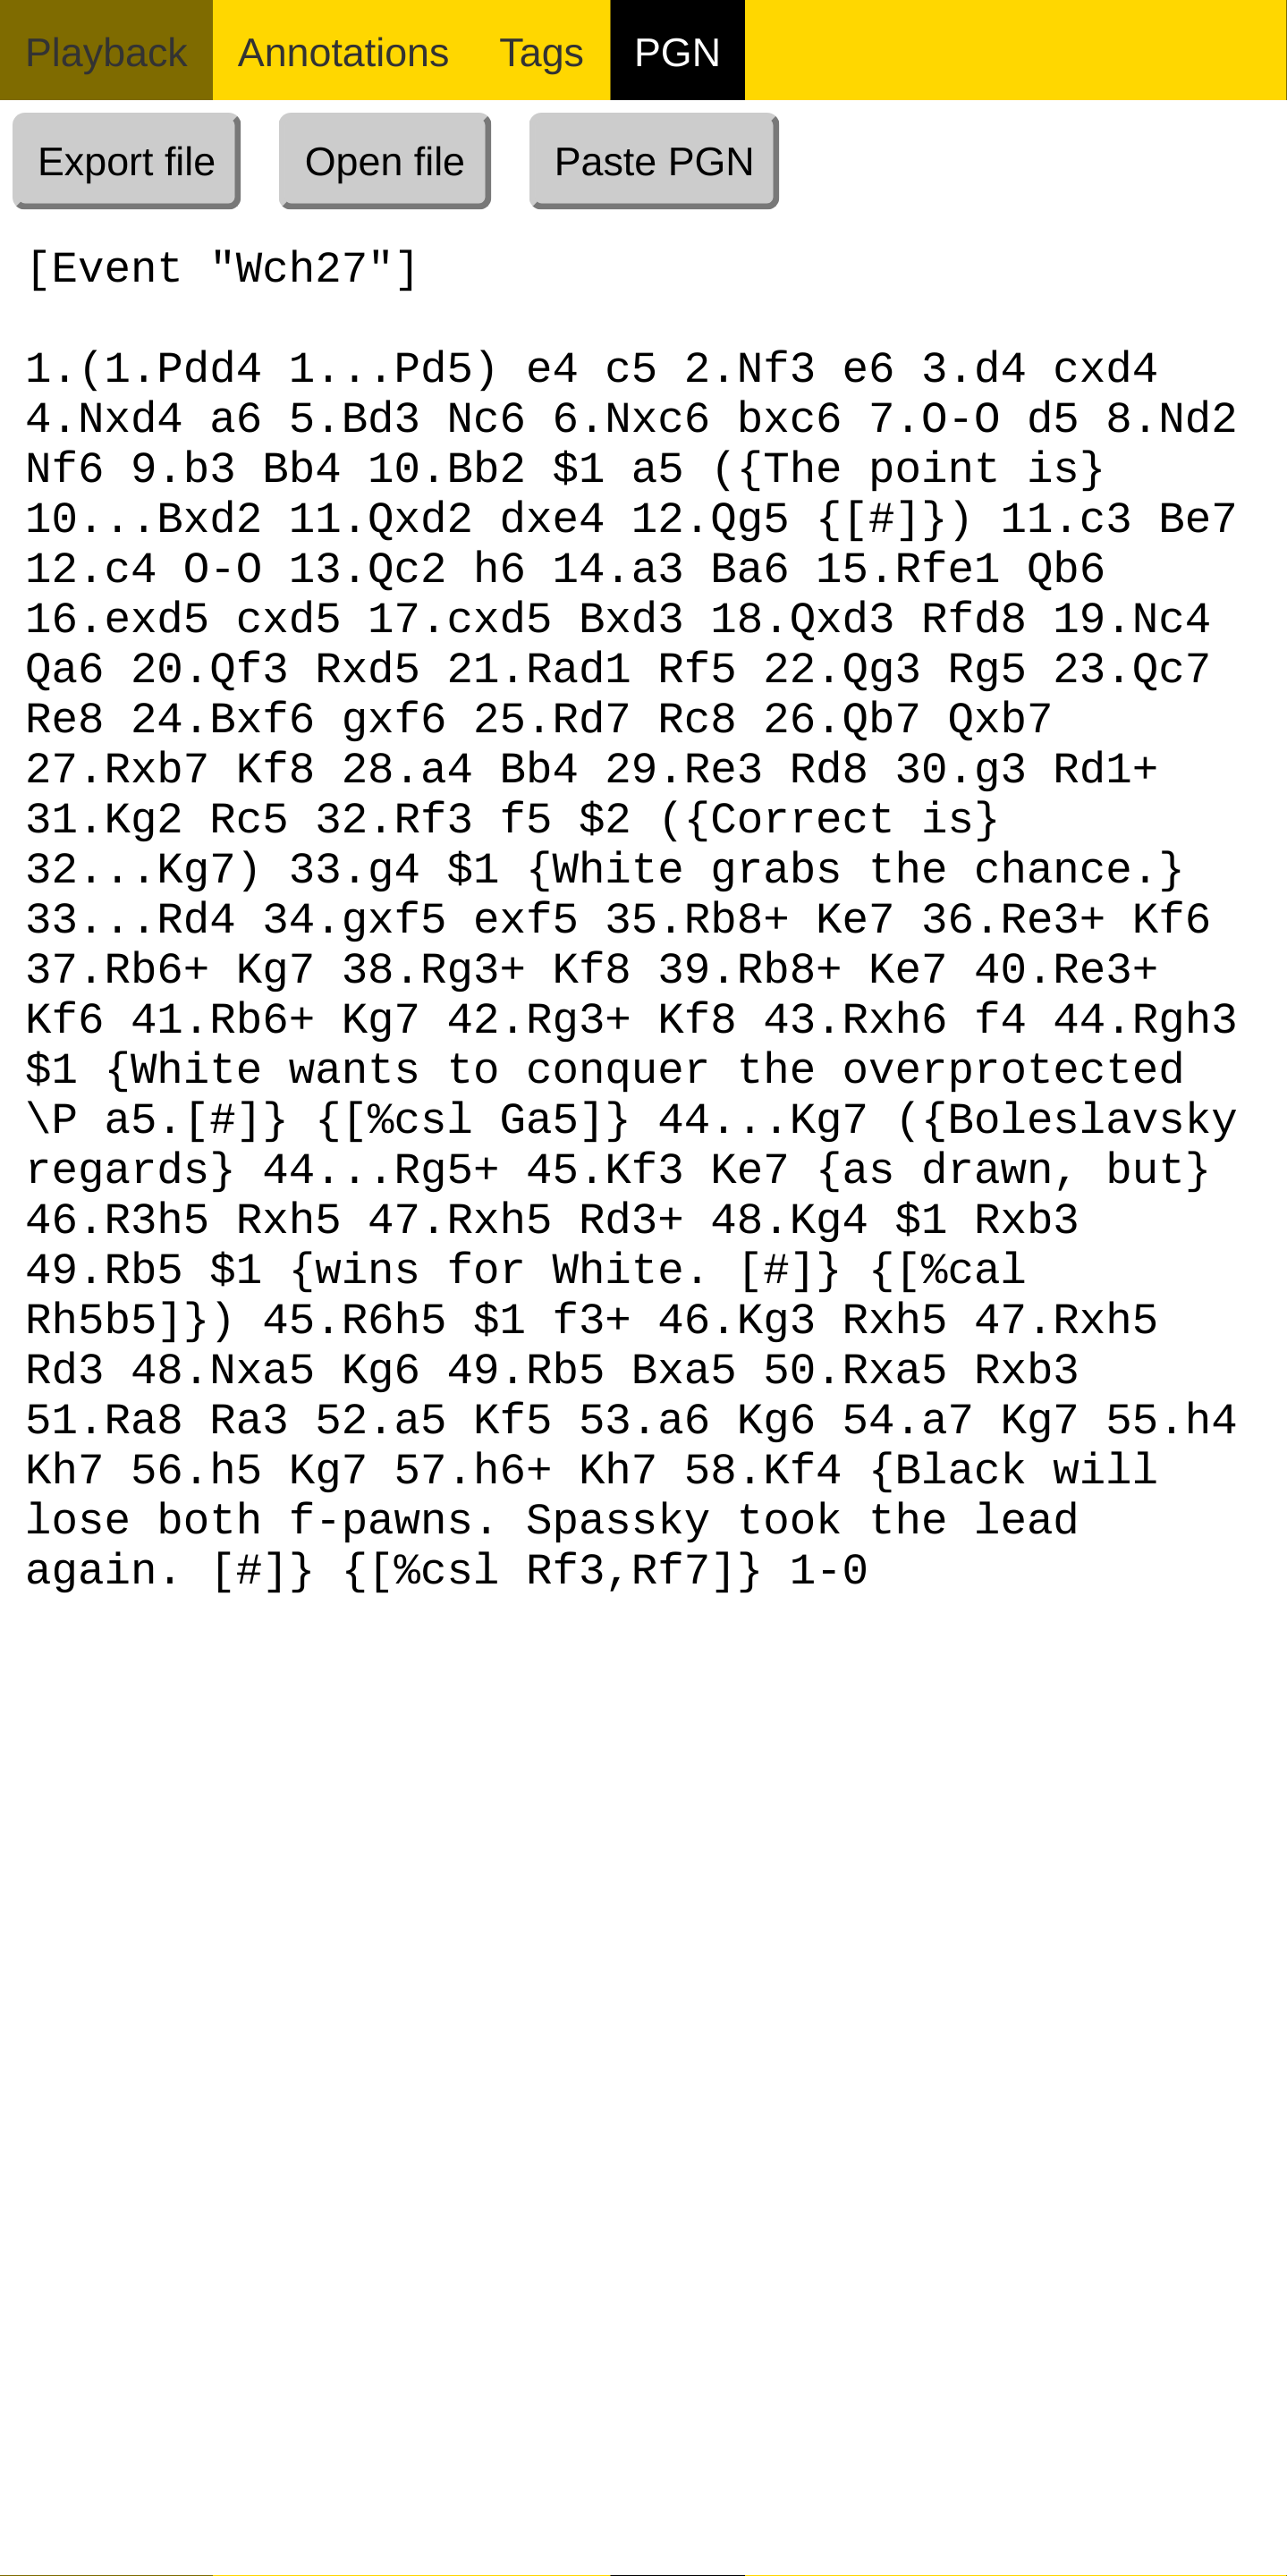 Playback Annotations Tags PGN
Export file Open file Paste PGN
[Event "Wch27"]
1.(1.Pdd4 1...Pd5) e4 c5 2.Nf3 e6 3.d4 cxd4
4.Nxd4 a6 5.Bd3 Nc6 6.Nxc6 bxc6 7.O-O d5 8.Nd2
Nf6 9.b3 Bb4 10.Bb2 $1 a5 ({The point is}
10...Bxd2 11.Qxd2 dxe4 12.Qg5 {[#]}) 11.c3 Be7
12.c4 O-O 13.Qc2 h6 14.a3 Ba6 15.Rfe1 Qb6
16.exd5 cxd5 17.cxd5 Bxd3 18.Qxd3 Rfd8 19.Nc4
Qa6 20.Qf3 Rxd5 21.Rad1 Rf5 22.Qg3 Rg5 23.Qc7
Re8 24.Bxf6 gxf6 25.Rd7 Rc8 26.Qb7 Qxb7
27.Rxb7 Kf8 28.a4 Bb4 29.Re3 Rd8 30.g3 Rd1+
31.Kg2 Rc5 32.Rf3 f5 $2 ({Correct is}
32...Kg7) 33.g4 $1 {White grabs the chance.}
33...Rd4 34.gxf5 exf5 35.Rb8+ Ke7 36.Re3+ Kf6
37.Rb6+ Kg7 38.Rg3+ Kf8 39.Rb8+ Ke7 40.Re3+
Kf6 41.Rb6+ Kg7 42.Rg3+ Kf8 43.Rxh6 f4 44.Rgh3
$1 {White wants to conquer the overprotected
\P a5.[#]} {[%csl Ga5]} 44...Kg7 ({Boleslavsky
regards} 44...Rg5+ 45.Kf3 Ke7 {as drawn, but}
46.R3h5 Rxh5 47.Rxh5 Rd3+ 48.Kg4 $1 Rxb3
49.Rb5 $1 {wins for White. [#]} {[%cal
Rh5b5]}) 45.R6h5 $1 f3+ 46.Kg3 Rxh5 47.Rxh5
Rd3 48.Nxa5 Kg6 49.Rb5 Bxa5 50.Rxa5 Rxb3
51.Ra8 Ra3 52.a5 Kf5 53.a6 Kg6 54.a7 Kg7 55.h4
Kh7 56.h5 Kg7 57.h6+ Kh7 58.Kf4 {Black will
lose both f-pawns. Spassky took the lead
again. [#]} {[%csl Rf3,Rf7]} 1-0